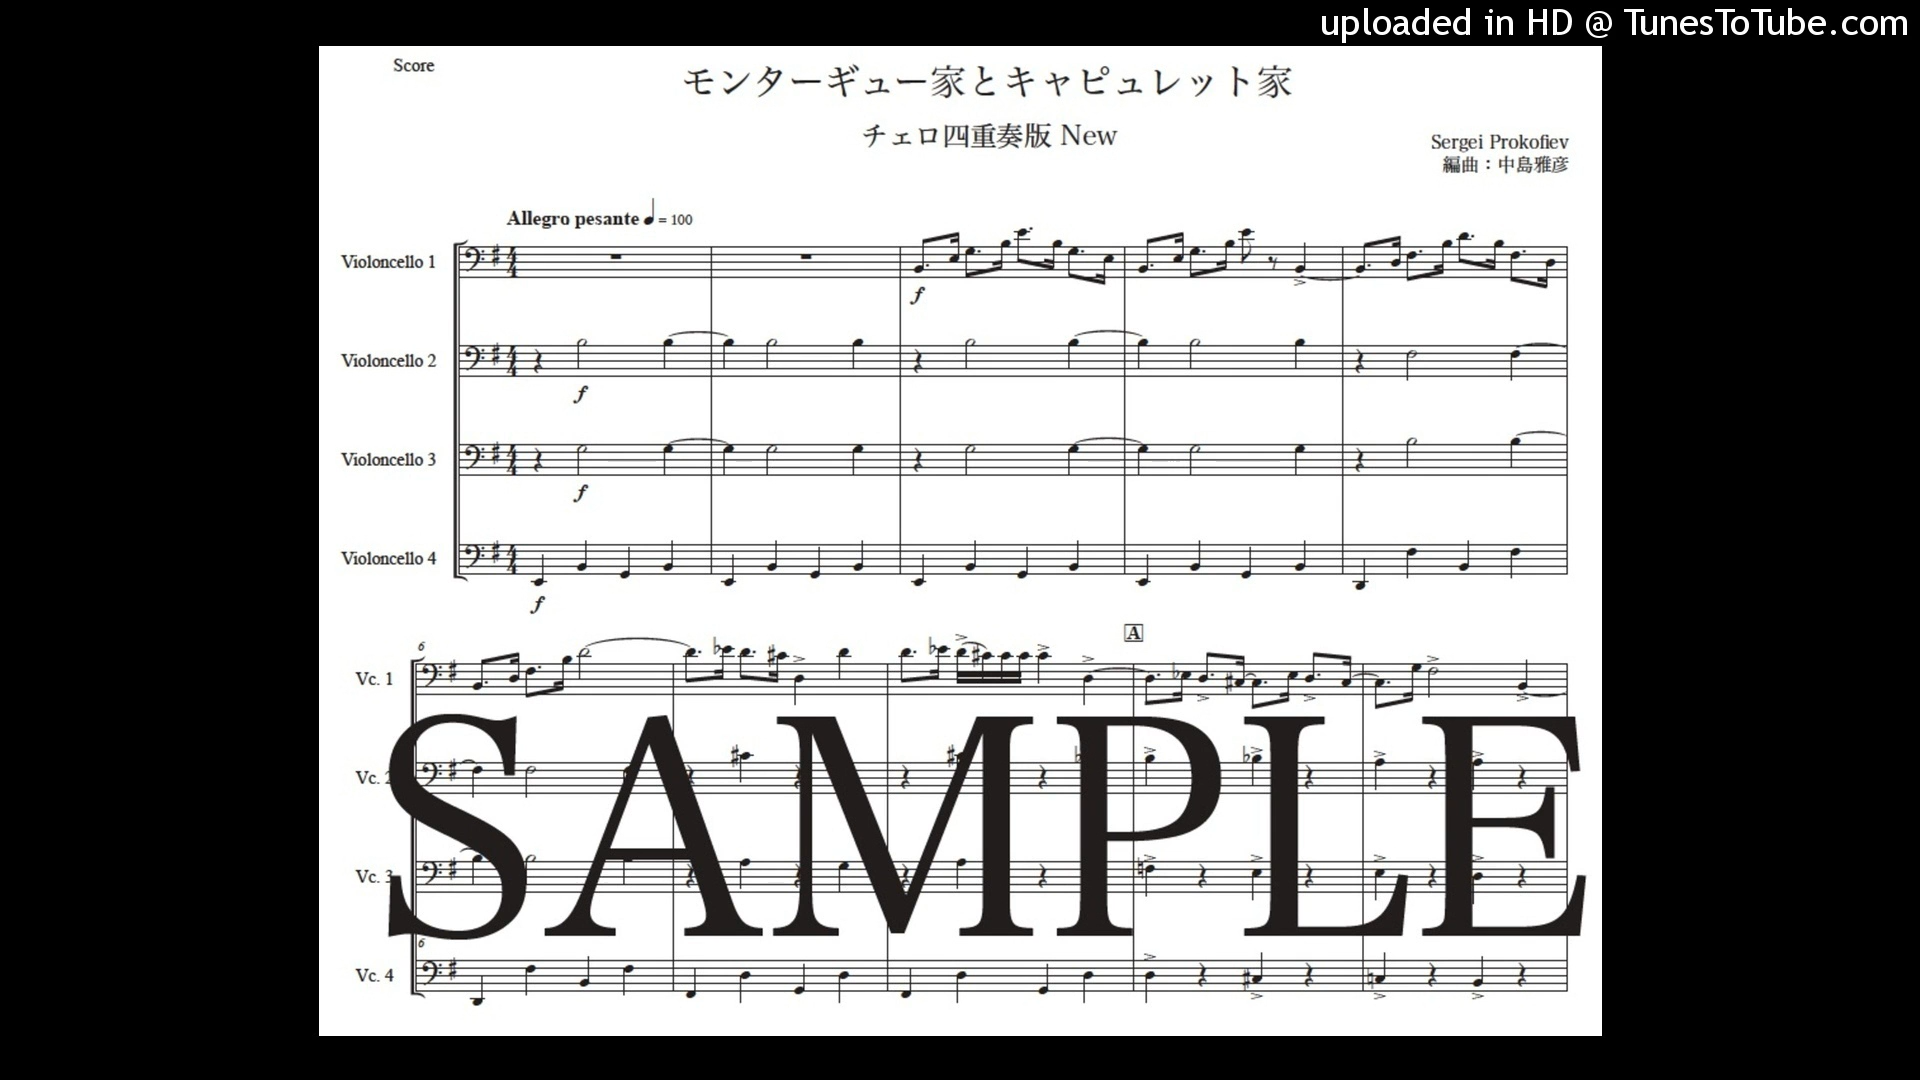 uploaded in HD @ TunesToTube.com
Score
モンターギュー家とキャピュレット家
チェロ四重奏版 New
Sergei Prokofiev
編曲：中島雅彦
Allegro pesante ♩ = 100
Violoncello 1
f
Violoncello 2
f
Violoncello 3
f
Violoncello 4
f
6
A
Vc. 1
Vc. 2
Vc. 3
6
Vc. 4
SAMPLE